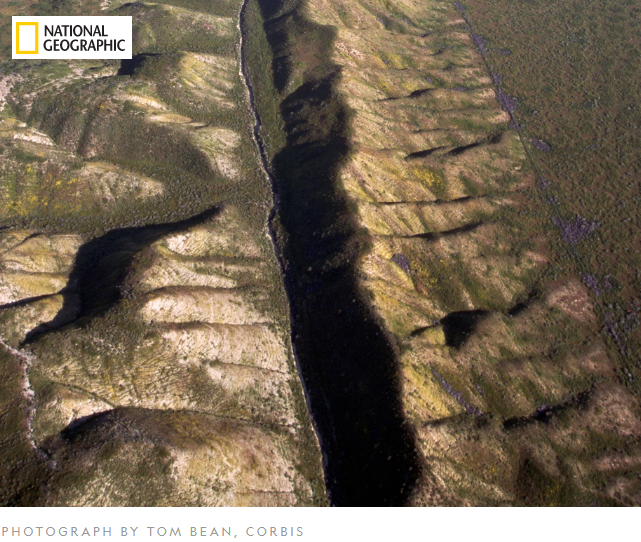 NATIONAL
GEOGRAPHIC
PHOTOGRAPH BY TOM BEAN, CORBIS